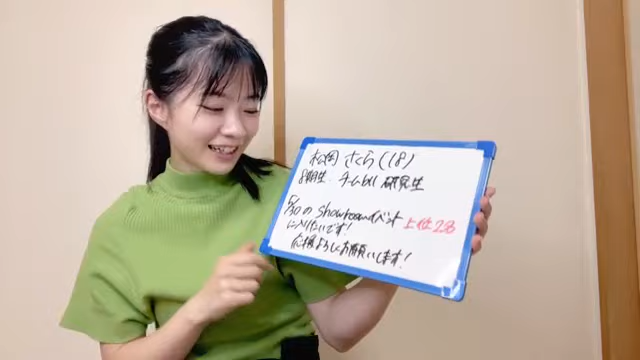 松岡 さくら(18)
8期生 チームBII 研究生
5/30のShowroomイベント 上位2名
に入りたいです!
応援よろしくお願いします!